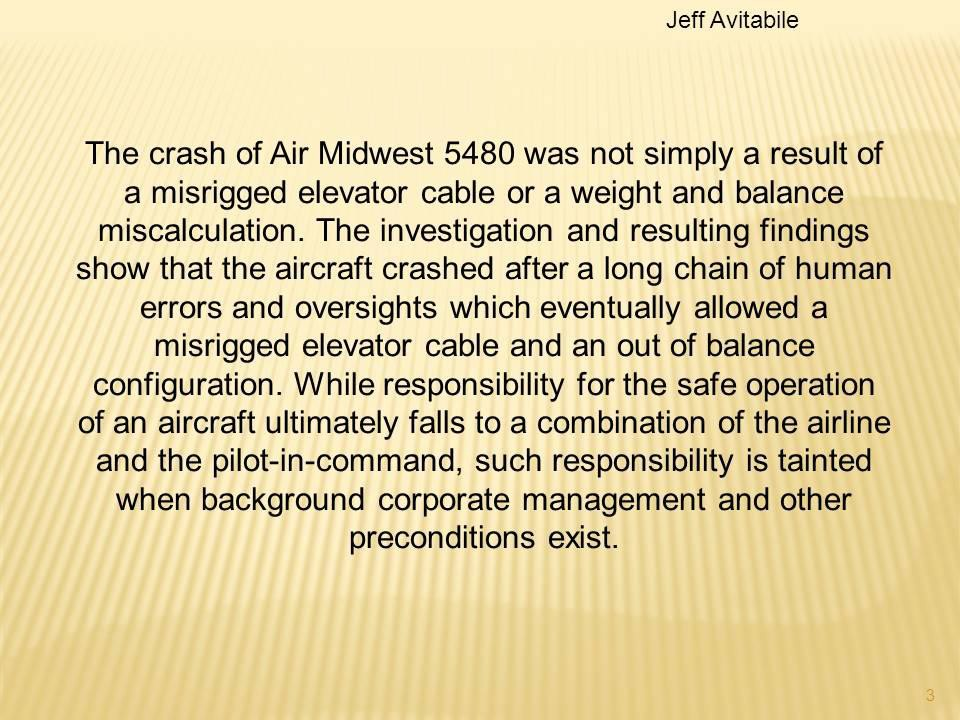 Jeff Avitabile
The crash of Air Midwest 5480 was not simply a result of
a misrigged elevator cable or a weight and balance
miscalculation. The investigation and resulting findings
show that the aircraft crashed after a long chain of human
errors and oversights which eventually allowed a
misrigged elevator cable and an out of balance
configuration. While responsibility for the safe operation
of an aircraft ultimately falls to a combination of the airline
and the pilot-in-command, such responsibility is tainted
when background corporate management and other
preconditions exist.
3